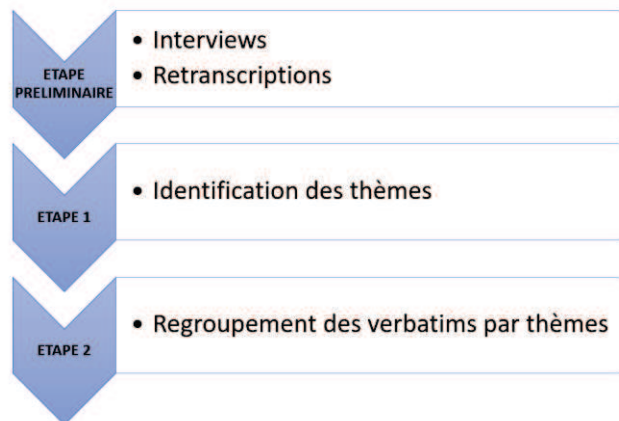 ETAPE
PRELIMINAIRE
• Interviews
• Retranscriptions
ETAPE 1
• Identification des thèmes
ETAPE 2
• Regroupement des verbatims par thèmes